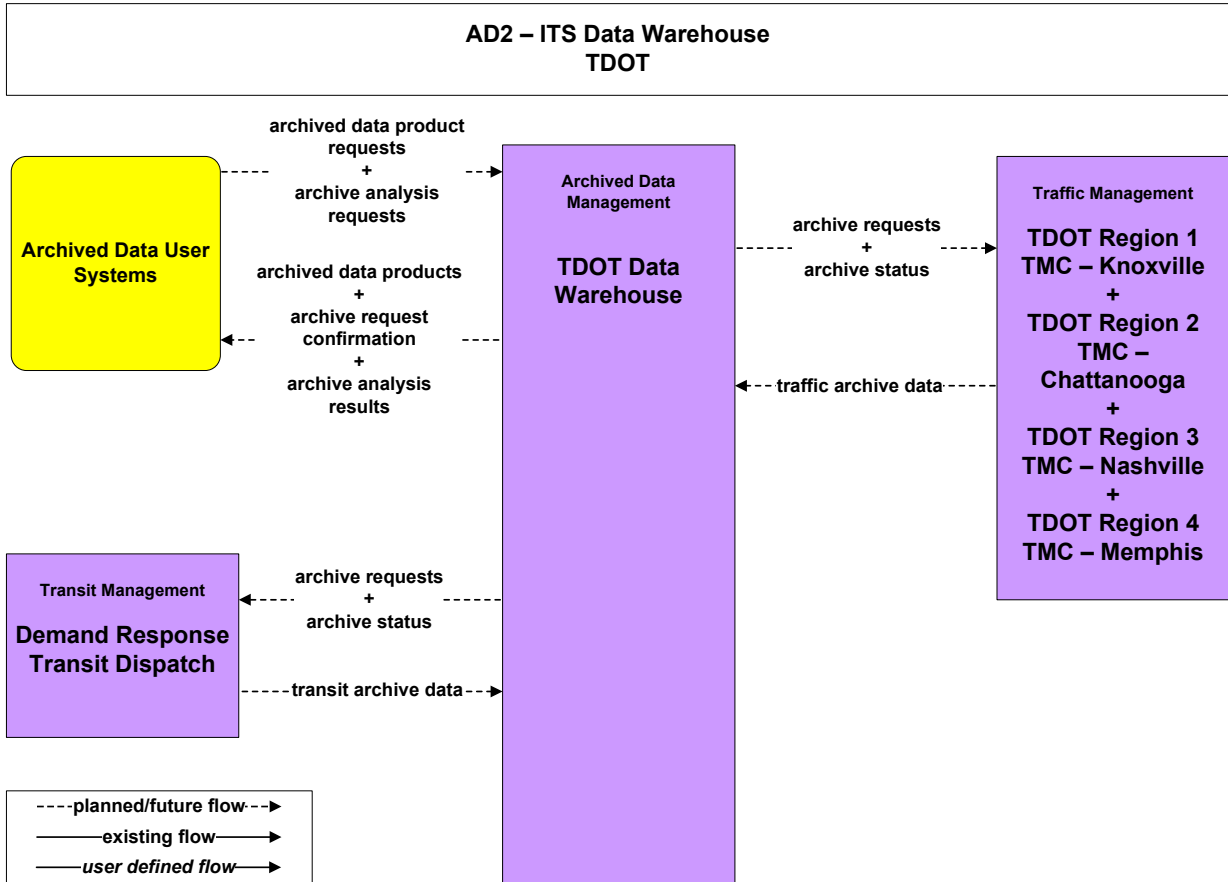 AD2 – ITS Data Warehouse
TDOT
archived data product
requests
+
archive analysis
requests
Archived Data User
Systems
archived data products
+
archive request
confirmation
+
archive analysis
results
Archived Data
Management
TDOT Data
Warehouse
archive requests
+
archive status
traffic archive data
Traffic Management
TDOT Region 1
TMC – Knoxville
+
TDOT Region 2
TMC –
Chattanooga
+
TDOT Region 3
TMC – Nashville
+
TDOT Region 4
TMC – Memphis
Transit Management
Demand Response
Transit Dispatch
archive requests
+
archive status
transit archive data
planned/future flow
existing flow
user defined flow